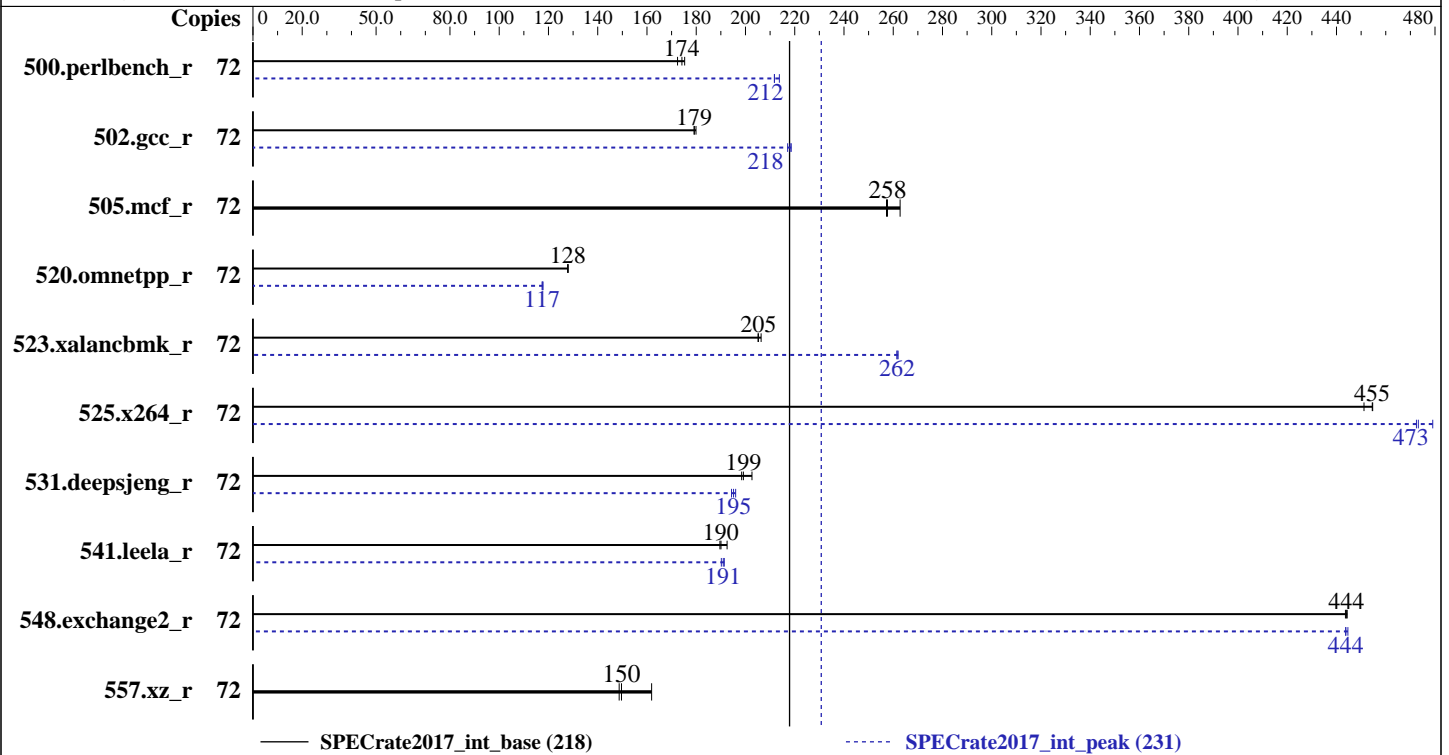 Copies 0 20.0 50.0 80.0 100 120 140 160 180 200 220 240 260 280 300 320 340 360 380 400 420 440 480
174
500.perlbench_r 72
212
179
502.gcc_r 72
218
258
505.mcf_r 72
128
520.omnetpp_r 72
117
205
523.xalancbmk_r 72
262
455
525.x264_r 72
473
199
531.deepsjeng_r 72
195
190
541.leela_r 72
191
444
548.exchange2_r 72
444
150
557.xz_r 72
SPECrate2017_int_base (218) SPECrate2017_int_peak (231)